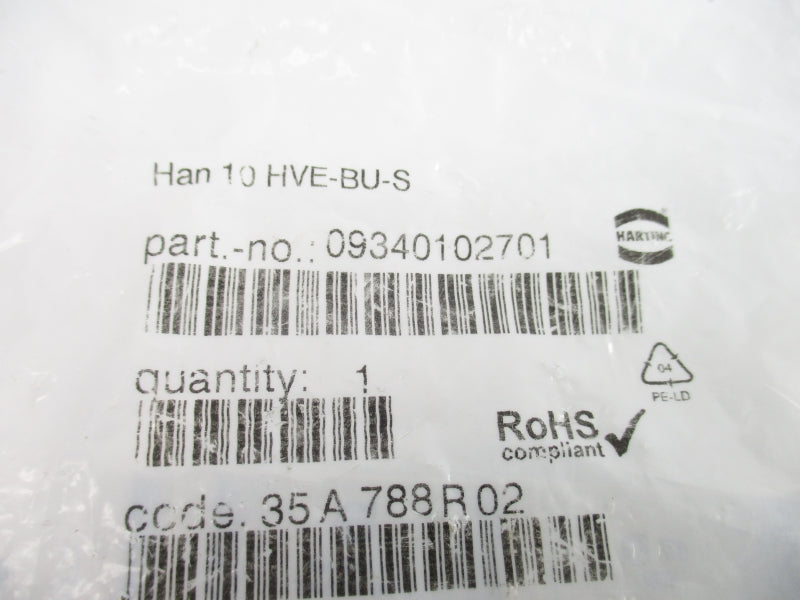 Han 10 HVE-BU-S
part.-no.: 09340102701
HARTING
quantity: 1
04
PE-LD
RoHS
compliant
code: 35 A 788 R 02